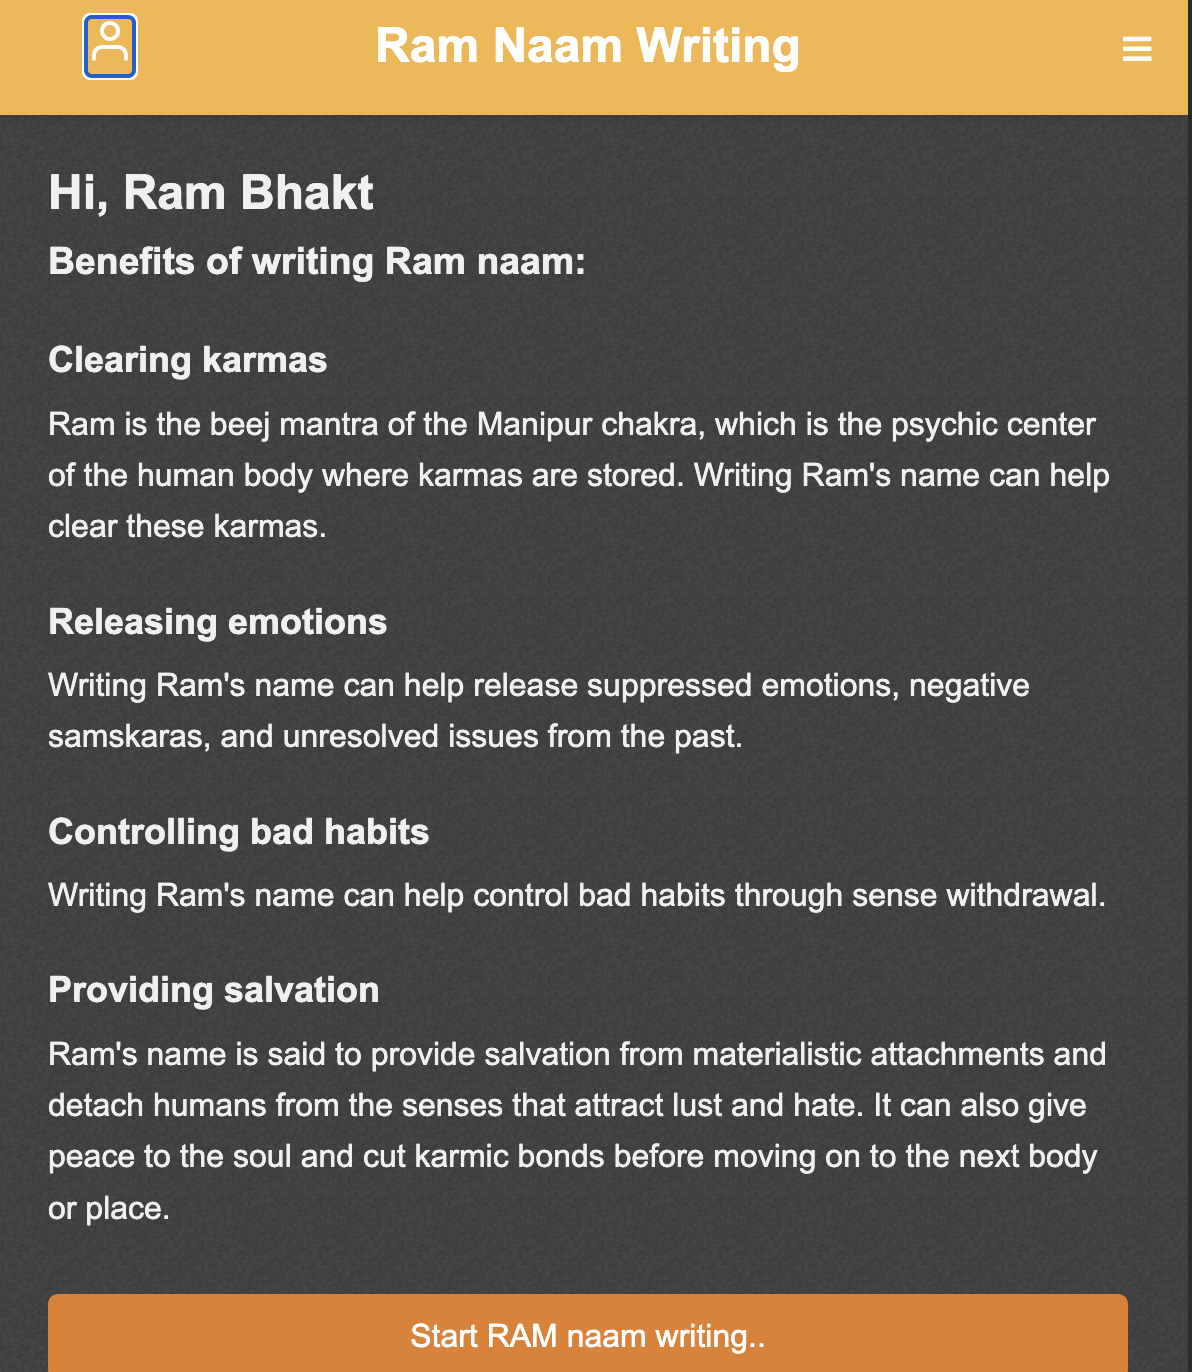 Ram Naam Writing
Hi, Ram Bhakt
Benefits of writing Ram naam:
Clearing karmas
Ram is the beej mantra of the Manipur chakra, which is the psychic center
of the human body where karmas are stored. Writing Ram's name can help
clear these karmas.
Releasing emotions
Writing Ram's name can help release suppressed emotions, negative
samskaras, and unresolved issues from the past.
Controlling bad habits
Writing Ram's name can help control bad habits through sense withdrawal.
Providing salvation
Ram's name is said to provide salvation from materialistic attachments and
detach humans from the senses that attract lust and hate. It can also give
peace to the soul and cut karmic bonds before moving on to the next body
or place.
Start RAM naam writing..